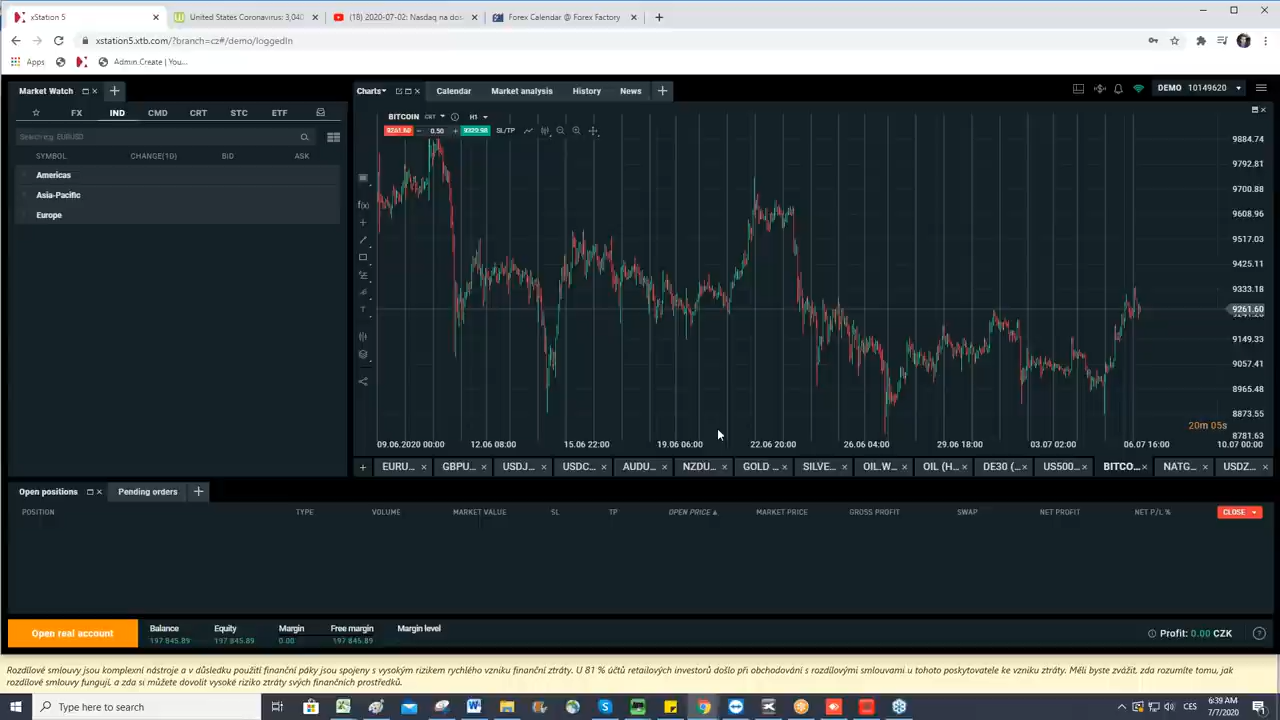 xStation 5
United States Coronavirus: 3,040
(18) 2020-07-02: Nasdaq na dos
Forex Calendar @ Forex Factory
xstation5.xtb.com/?branch=cz#/demo/loggedIn
Apps
Admin.Create | You...
Market Watch
FX IND CMD CRT STC ETF
Search e.g. EURUSD
SYMBOL CHANGE(1D) BID ASK
Americas
Asia-Pacific
Europe
Charts Calendar Market analysis History News
DEMO 10149620
BITCOIN CRT H1
9261.60 0.50 9329.98 SL/TP
f(x)
T
9884.74
9792.81
9700.88
9608.96
9517.03
9425.11
9333.18
9261.60
9149.33
9057.41
8965.48
8873.55
8781.63
20m 05s
09.06.2020 00:00 12.06 08:00 15.06 22:00 19.06 06:00 22.06 20:00 26.06 04:00 29.06 18:00 03.07 02:00 06.07 16:00 10.07 00:00
EURU... GBPU... USDJ... USDC... AUDU... NZDU... GOLD ... SILVE... OIL.W... OIL (H... DE30 (... US500... BITCO... NATG... USDZ...
Open positions Pending orders
POSITION TYPE VOLUME MARKET VALUE SL TP OPEN PRICE MARKET PRICE GROSS PROFIT SWAP NET PROFIT NET P/L % CLOSE
Open real account
Balance Equity Margin Free margin Margin level
197 845.89 197 845.89 0.00 197 845.89
Profit: 0.00 CZK
Rozdílové smlouvy jsou komplexní nástroje a v důsledku použití finanční páky jsou spojeny s vysokým rizikem rychlého vzniku finanční ztráty. U 81 % účtů retailových investorů došlo při obchodování s rozdílovými smlouvami u tohoto poskytovatele ke vzniku ztráty. Měli byste zvážit, zda rozumíte tomu, jak
rozdílové smlouvy fungují, a zda si můžete dovolit vysoké riziko ztráty svých finančních prostředků.
Type here to search
CES
6:39 AM
7/7/2020